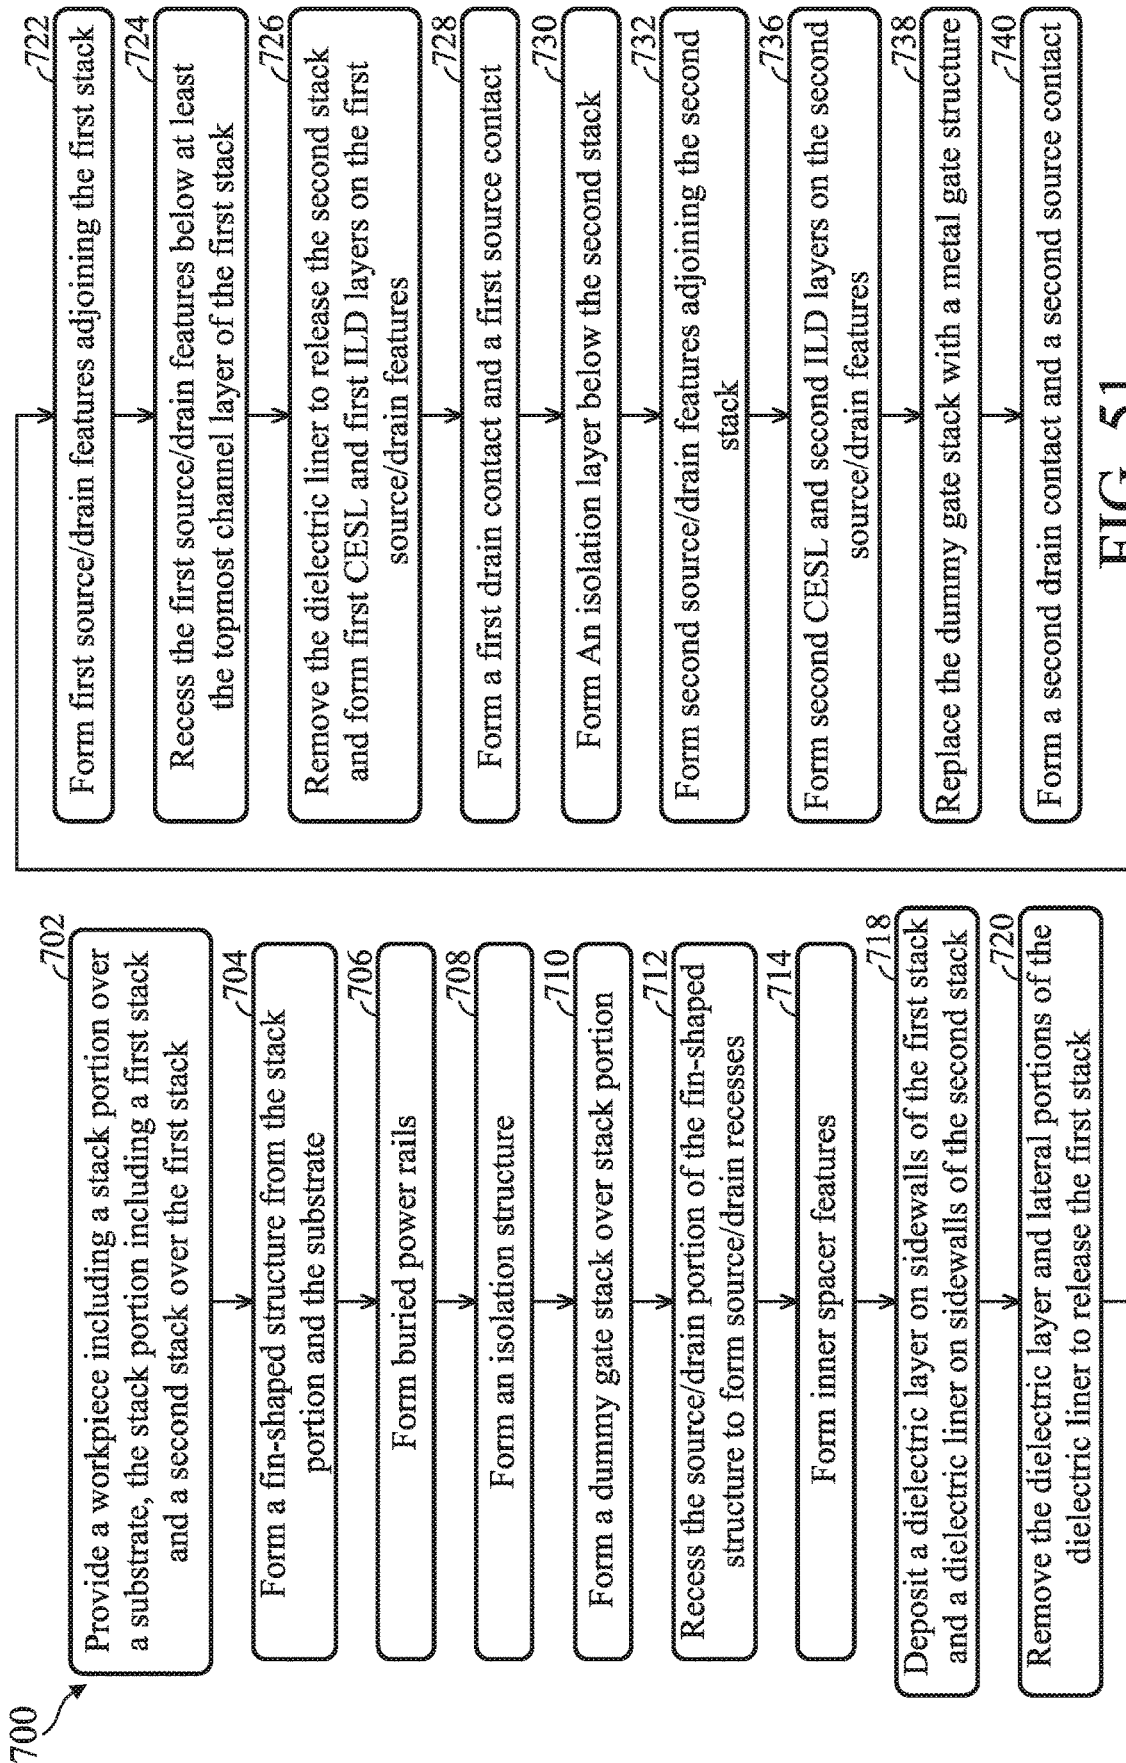 700
702
Provide a workpiece including a stack portion over
a substrate, the stack portion including a first stack
and a second stack over the first stack
704
Form a fin-shaped structure from the stack
portion and the substrate
706
Form buried power rails
708
Form an isolation structure
710
Form a dummy gate stack over stack portion
712
Recess the source/drain portion of the fin-shaped
structure to form source/drain recesses
714
Form inner spacer features
718
Deposit a dielectric layer on sidewalls of the first stack
and a dielectric liner on sidewalls of the second stack
720
Remove the dielectric layer and lateral portions of the
dielectric liner to release the first stack
722
Form first source/drain features adjoining the first stack
724
Recess the first source/drain features below at least
the topmost channel layer of the first stack
726
Remove the dielectric liner to release the second stack
and form first CESL and first ILD layers on the first
source/drain features
728
Form a first drain contact and a first source contact
730
Form An isolation layer below the second stack
732
Form second source/drain features adjoining the second
stack
736
Form second CESL and second ILD layers on the second
source/drain features
738
Replace the dummy gate stack with a metal gate structure
740
Form a second drain contact and a second source contact
FIG. 51